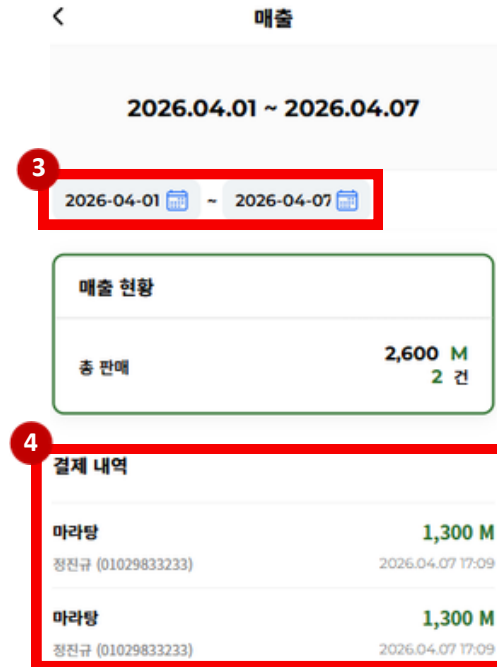 매출
2026.04.01 ~ 2026.04.07
3
2026-04-01 ~ 2026-04-07
매출 현황
총 판매 2,600 M
2 건
4
결제 내역
마라탕 1,300 M
정진규 (01029833233) 2026.04.07 17:09
마라탕 1,300 M
정진규 (01029833233) 2026.04.07 17:09